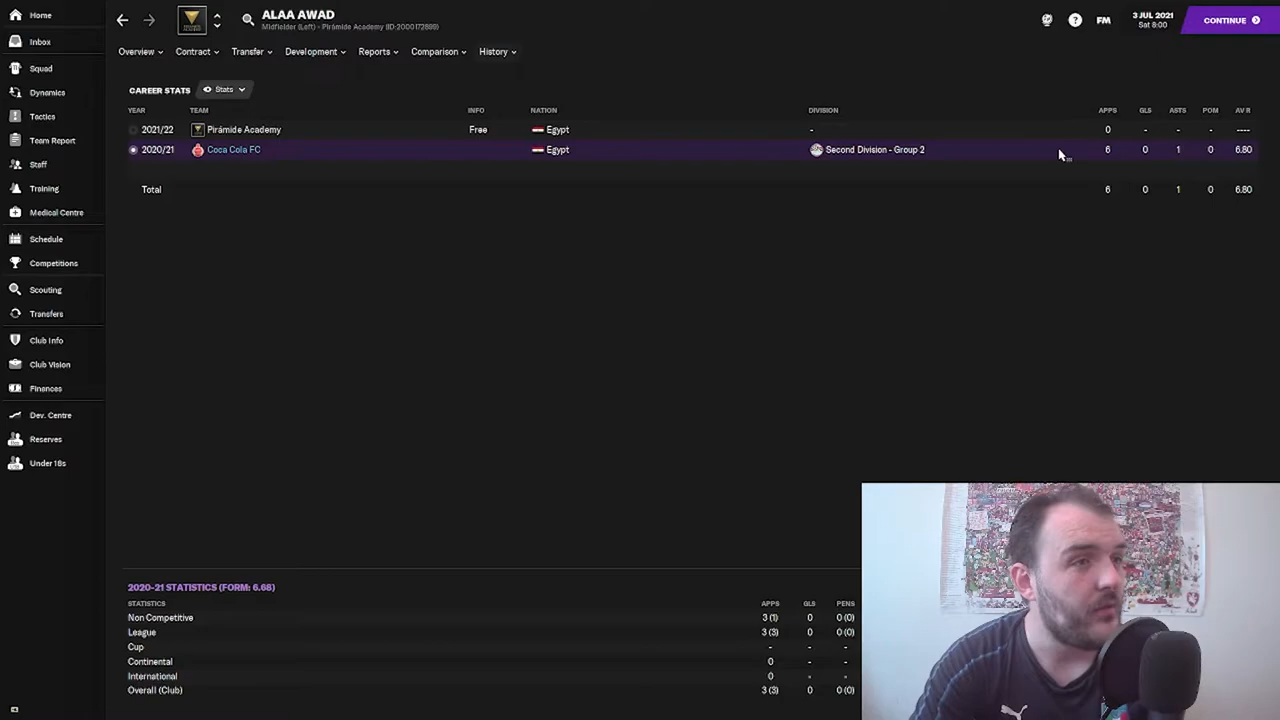 Home
Inbox
Squad
Dynamics
Tactics
Team Report
Staff
Training
Medical Centre
Schedule
Competitions
Scouting
Transfers
Club Info
Club Vision
Finances
Dev. Centre
Reserves
Under 18s
ALAA AWAD
Midfielder (Left) - Pirámide Academy (ID:2000172899)
FM
3 JUL 2021
Sat 8:00
CONTINUE
Overview Contract Transfer Development Reports Comparison History
CAREER STATS Stats
YEAR TEAM INFO NATION DIVISION APPS GLS ASTS POM AV R
2021/22 Pirámide Academy Free Egypt - 0 - - - ----
2020/21 Coca Cola FC Egypt Second Division - Group 2 6 0 1 0 6.80
Total 6 0 1 0 6.80
2020-21 STATISTICS (FORM: 6.68)
STATISTICS APPS GLS PENS
Non Competitive 3 (1) 0 0 (0)
League 3 (3) 0 0 (0)
Cup - - -
Continental 0 - -
International 0 - -
Overall (Club) 3 (3) 0 0 (0)